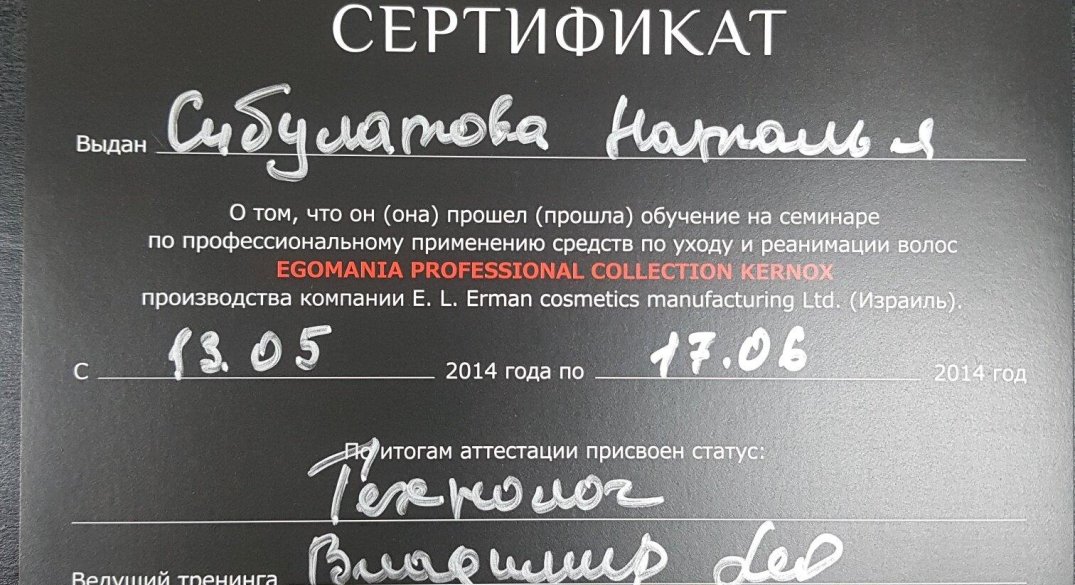 СЕРТИФИКАТ
Выдан Сибулатова Наталья
О том, что он (она) прошел (прошла) обучение на семинаре
по профессиональному применению средств по уходу и реанимации волос
EGOMANIA PROFESSIONAL COLLECTION KERNOX
производства компании E. L. Erman cosmetics manufacturing Ltd. (Израиль).
С 13.05 2014 года по 17.06 2014 год
По итогам аттестации присвоен статус:
Технолог
Ведущий тренинга Владимир Лев